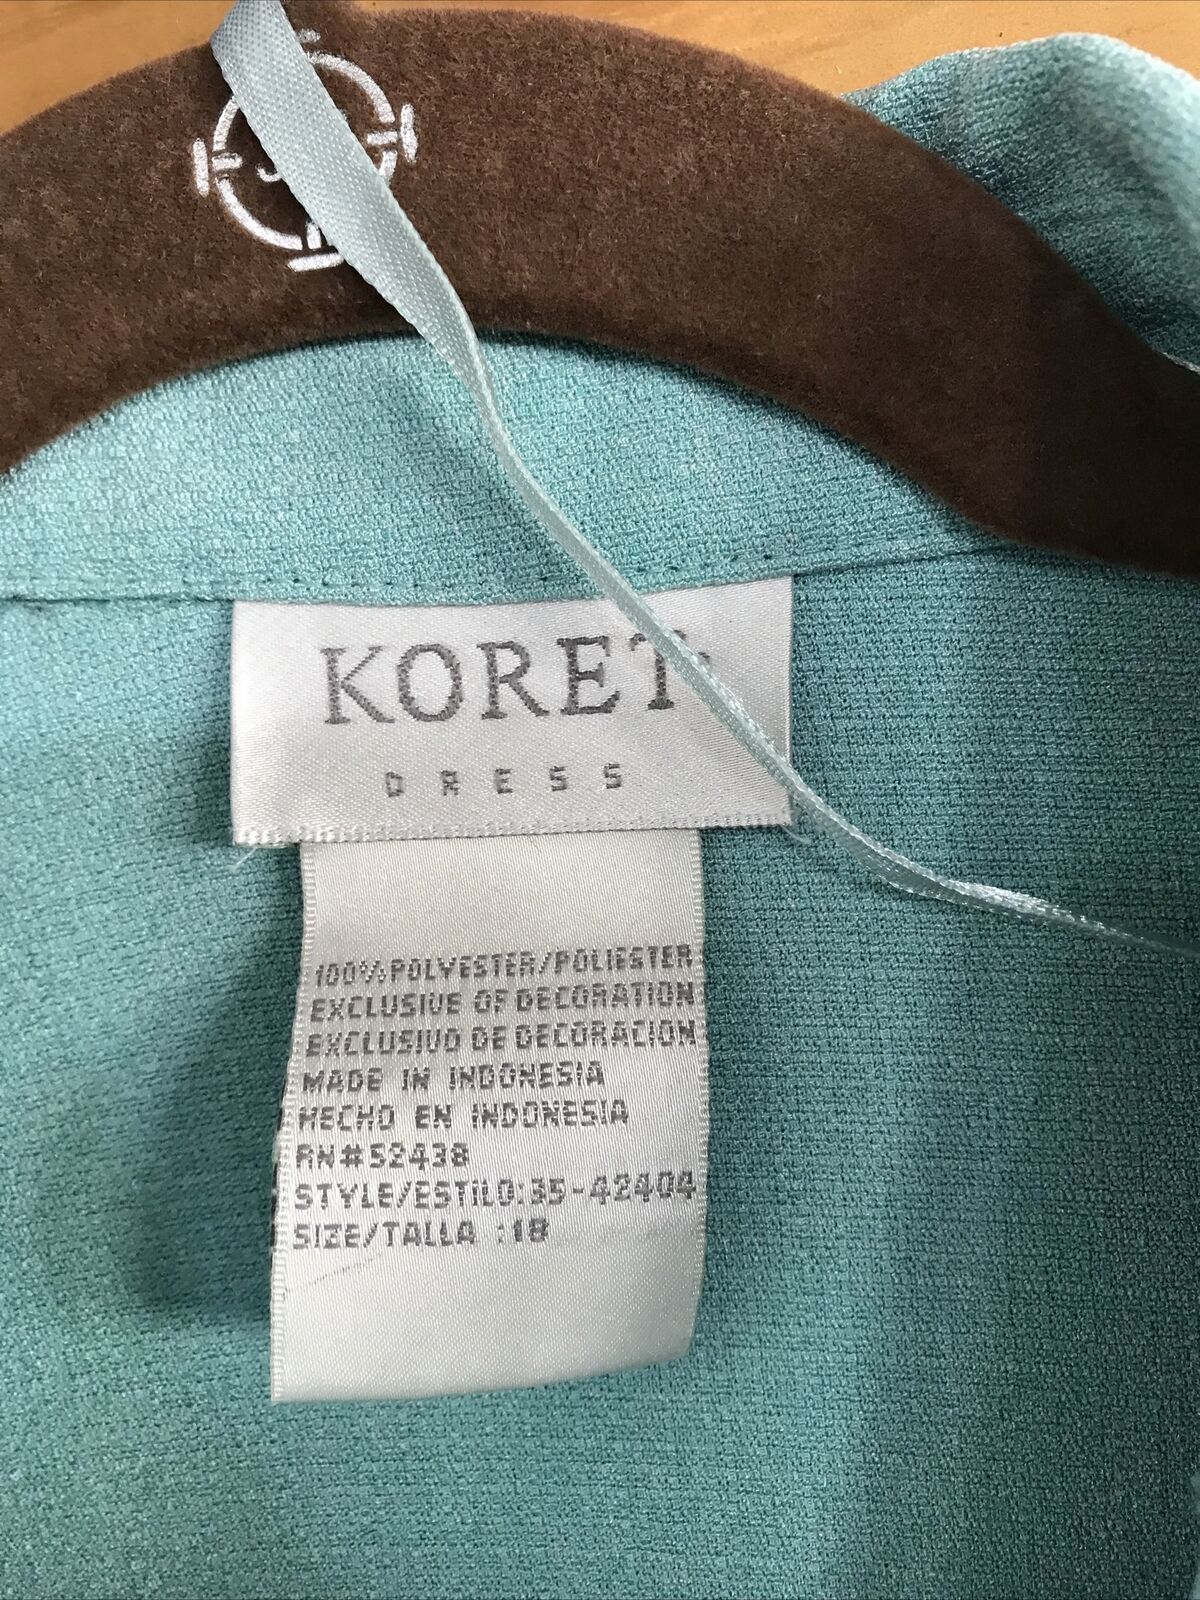 KORET
DRESS
100% POLYESTER/POLIESTER
EXCLUSIVE OF DECORATION
EXCLUSIVO DE DECORACION
MADE IN INDONESIA
HECHO EN INDONESIA
RN#52438
STYLE/ESTILO:35-42404
SIZE/TALLA :18